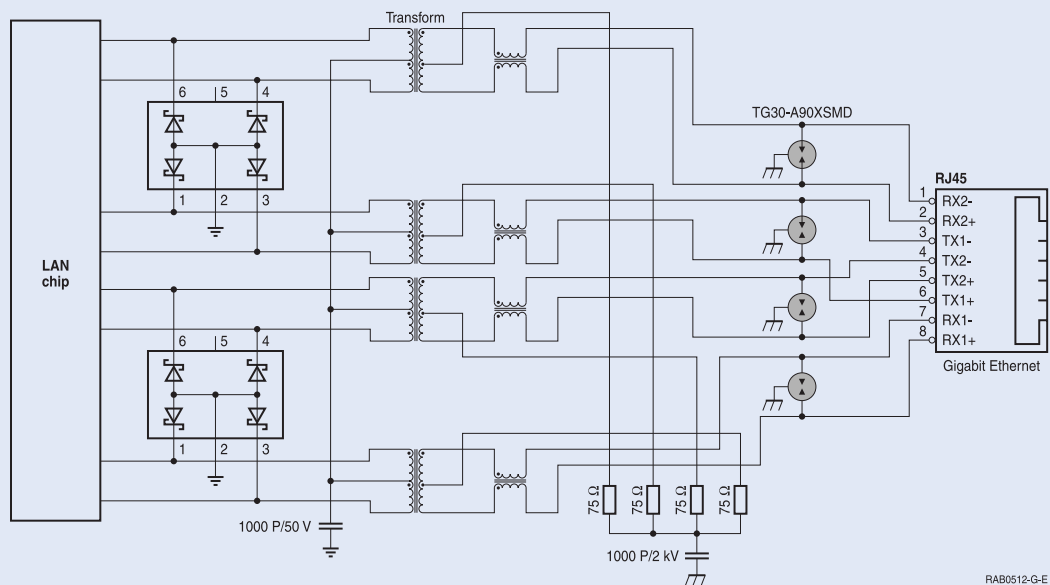 Transform
LAN
chip
6 5 4
1 2 3
6 5 4
1 2 3
1000 P/50 V
TG30-A90XSMD
RJ45
1 RX2-
2 RX2+
3 TX1-
4 TX2-
5 TX2+
6 TX1+
7 RX1-
8 RX1+
Gigabit Ethernet
75 Ω
75 Ω
75 Ω
75 Ω
1000 P/2 kV
RAB0512-G-E